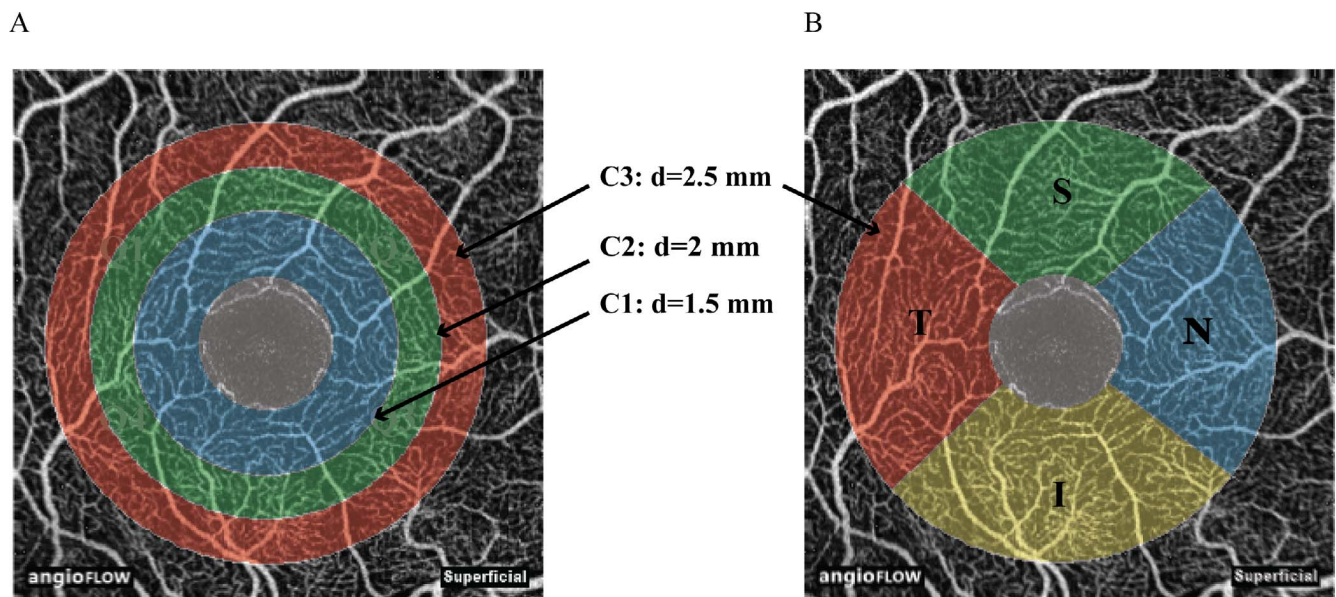 A
B
C3: d=2.5 mm
C2: d=2 mm
C1: d=1.5 mm
S
T
N
I
angioFLOW
Superficial
angioFLOW
Superficial